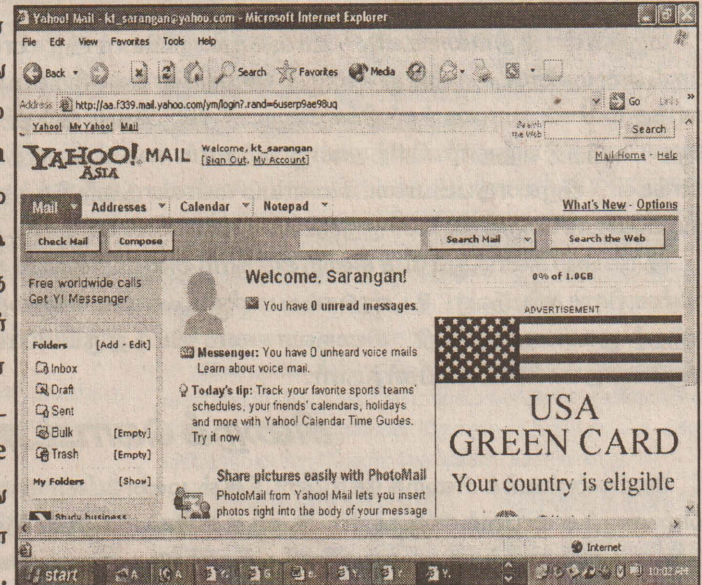 Yahoo! Mail - kt_sarangan@yahoo.com - Microsoft Internet Explorer
File Edit View Favorites Tools Help
Back Search Favorites Media
Address http://aa.f339.mail.yahoo.com/ym/login?.rand=6userp9ae98uq Go Links »
Yahoo! My Yahoo! Mail
Search the Web Search
YAHOO! MAIL ASIA
Welcome, kt_sarangan
[Sign Out, My Account]
Mail Home - Help
Mail Addresses Calendar Notepad
What's New - Options
Check Mail Compose Search Mail Search the Web
Free worldwide calls
Get Y! Messenger
Folders [Add - Edit]
Inbox
Draft
Sent
Bulk [Empty]
Trash [Empty]
My Folders [Show]
Study business
Welcome, Sarangan!
You have 0 unread messages.
Messenger: You have 0 unheard voice mails
Learn about voice mail.
Today's tip: Track your favorite sports teams'
schedules, your friends' calendars, holidays
and more with Yahoo! Calendar Time Guides.
Try it now.
Share pictures easily with PhotoMail
PhotoMail from Yahoo! Mail lets you insert
photos right into the body of your message
0% of 1.0GB
ADVERTISEMENT
USA
GREEN CARD
Your country is eligible
Internet
start
10:02 AM